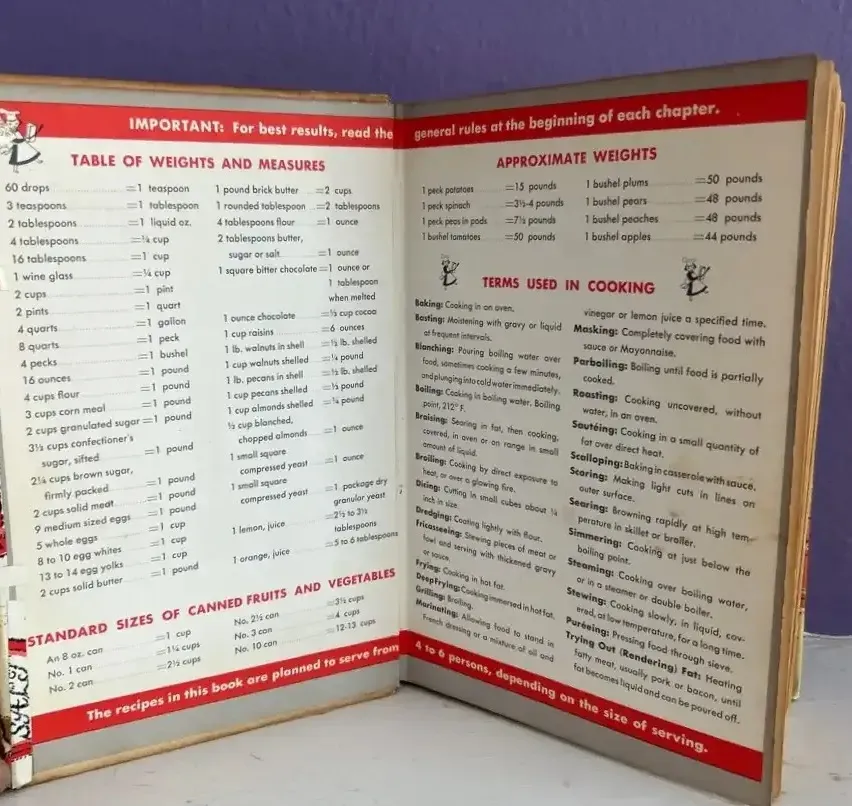 IMPORTANT: For best results, read the general rules at the beginning of each chapter.
TABLE OF WEIGHTS AND MEASURES
60 drops =1 teaspoon
3 teaspoons =1 tablespoon
2 tablespoons =1 liquid oz.
4 tablespoons =¼ cup
16 tablespoons =1 cup
1 wine glass =¼ cup
2 cups =1 pint
2 pints =1 quart
4 quarts =1 gallon
8 quarts =1 peck
4 pecks =1 bushel
16 ounces =1 pound
4 cups flour =1 pound
3 cups corn meal =1 pound
2 cups granulated sugar =1 pound
3½ cups confectioner's
sugar, sifted =1 pound
2¼ cups brown sugar,
firmly packed =1 pound
2 cups solid meat =1 pound
9 medium sized eggs =1 pound
5 whole eggs =1 cup
8 to 10 egg whites =1 cup
13 to 14 egg yolks =1 cup
2 cups solid butter =1 pound
1 pound brick butter =2 cups
1 rounded tablespoon =2 tablespoons
4 tablespoons flour =1 ounce
2 tablespoons butter,
sugar or salt =1 ounce
1 square bitter chocolate =1 ounce or
1 tablespoon
when melted
1 ounce chocolate =⅓ cup cocoa
1 cup raisins =6 ounces
1 lb. walnuts in shell =½ lb. shelled
1 cup walnuts shelled =¼ pound
1 lb. pecans in shell =½ lb. shelled
1 cup pecans shelled =⅓ pound
1 cup almonds shelled =¼ pound
½ cup blanched,
chopped almonds =1 ounce
1 small square
compressed yeast =1 ounce
1 small square
compressed yeast =1 package dry
granular yeast
1 lemon, juice =2½ to 3½
tablespoons
1 orange, juice =5 to 6 tablespoons
STANDARD SIZES OF CANNED FRUITS AND VEGETABLES
An 8 oz. can =1 cup
No. 1 can =1¼ cups
No. 2 can =2½ cups
No. 2½ can =3½ cups
No. 3 can =4 cups
No. 10 can =12-13 cups
The recipes in this book are planned to serve from
APPROXIMATE WEIGHTS
1 peck potatoes =15 pounds
1 peck spinach =3½-4 pounds
1 peck peas in pods =7½ pounds
1 bushel tomatoes =50 pounds
1 bushel plums =50 pounds
1 bushel pears =48 pounds
1 bushel peaches =48 pounds
1 bushel apples =44 pounds
TERMS USED IN COOKING
Baking: Cooking in an oven.
Basting: Moistening with gravy or liquid
at frequent intervals.
Blanching: Pouring boiling water over
food, sometimes cooking a few minutes,
and plunging into cold water immediately.
Boiling: Cooking in boiling water. Boiling
point, 212° F.
Braising: Searing in fat, then cooking,
covered, in oven or on range in small
amount of liquid.
Broiling: Cooking by direct exposure to
heat, or over a glowing fire.
Dicing: Cutting in small cubes about ¼
inch in size.
Dredging: Coating lightly with flour.
Fricasseeing: Stewing pieces of meat or
fowl and serving with thickened gravy
or sauce.
Frying: Cooking in hot fat.
Deep Frying: Cooking immersed in hot fat.
Grilling: Broiling.
Marinating: Allowing food to stand in
French dressing or a mixture of oil and
vinegar or lemon juice a specified time.
Masking: Completely covering food with
sauce or Mayonnaise.
Parboiling: Boiling until food is partially
cooked.
Roasting: Cooking uncovered, without
water, in an oven.
Sautéing: Cooking in a small quantity of
fat over direct heat.
Scalloping: Baking in casserole with sauce.
Scoring: Making light cuts in lines on
outer surface.
Searing: Browning rapidly at high tem-
perature in skillet or broiler.
Simmering: Cooking at just below the
boiling point.
Steaming: Cooking over boiling water,
or in a steamer or double boiler.
Stewing: Cooking slowly, in liquid, cov-
ered, at low temperature, for a long time.
Puréeing: Pressing food through sieve.
Trying Out (Rendering) Fat: Heating
fatty meat, usually pork or bacon, until
fat becomes liquid and can be poured off.
4 to 6 persons, depending on the size of serving.